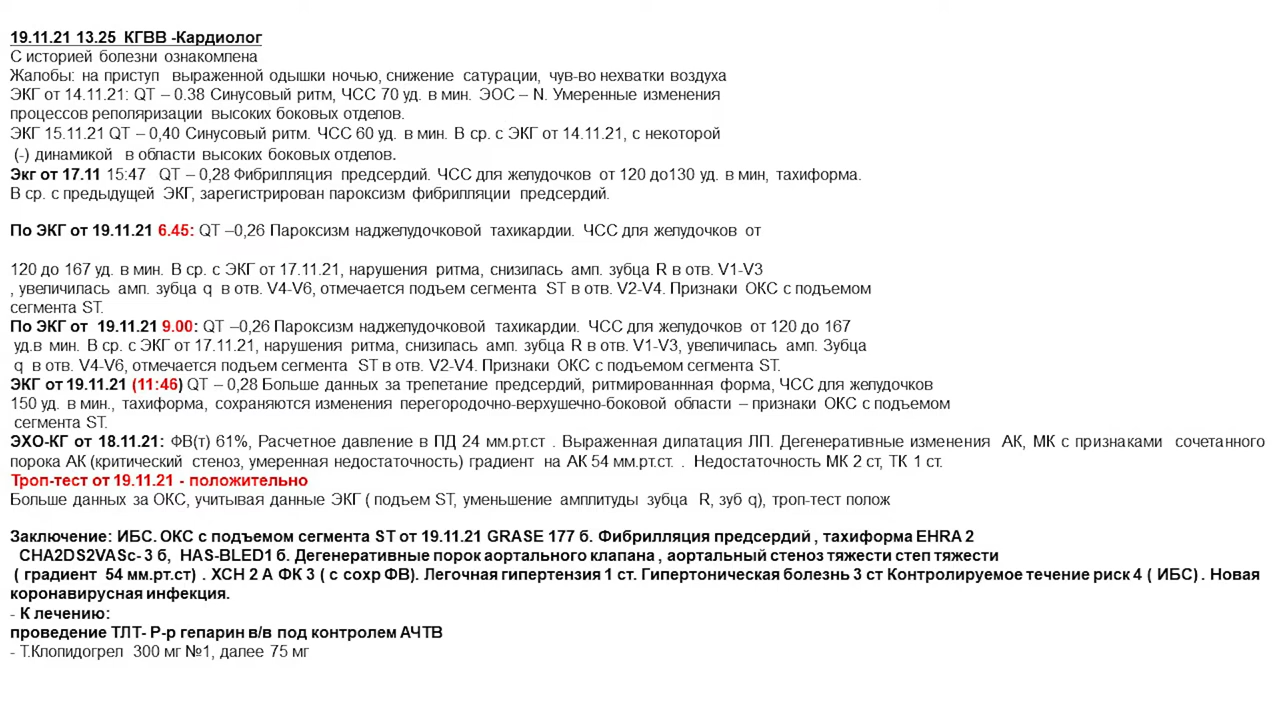 19.11.21 13.25 КГВВ -Кардиолог
С историей болезни ознакомлена
Жалобы: на приступ выраженной одышки ночью, снижение сатурации, чув-во нехватки воздуха
ЭКГ от 14.11.21: QT – 0.38 Синусовый ритм, ЧСС 70 уд. в мин. ЭОС – N. Умеренные изменения
процессов реполяризации высоких боковых отделов.
ЭКГ 15.11.21 QT – 0,40 Синусовый ритм. ЧСС 60 уд. в мин. В ср. с ЭКГ от 14.11.21, с некоторой
(-) динамикой в области высоких боковых отделов.
Экг от 17.11 15:47 QT – 0,28 Фибрилляция предсердий. ЧСС для желудочков от 120 до130 уд. в мин, тахиформа.
В ср. с предыдущей ЭКГ, зарегистрирован пароксизм фибрилляции предсердий.
По ЭКГ от 19.11.21 6.45: QT –0,26 Пароксизм наджелудочковой тахикардии. ЧСС для желудочков от
120 до 167 уд. в мин. В ср. с ЭКГ от 17.11.21, нарушения ритма, снизилась амп. зубца R в отв. V1-V3
, увеличилась амп. зубца q в отв. V4-V6, отмечается подъем сегмента ST в отв. V2-V4. Признаки ОКС с подъемом
сегмента ST.
По ЭКГ от 19.11.21 9.00: QT –0,26 Пароксизм наджелудочковой тахикардии. ЧСС для желудочков от 120 до 167
уд.в мин. В ср. с ЭКГ от 17.11.21, нарушения ритма, снизилась амп. зубца R в отв. V1-V3, увеличилась амп. Зубца
q в отв. V4-V6, отмечается подъем сегмента ST в отв. V2-V4. Признаки ОКС с подъемом сегмента ST.
ЭКГ от 19.11.21 (11:46) QT – 0,28 Больше данных за трепетание предсердий, ритмированнная форма, ЧСС для желудочков
150 уд. в мин., тахиформа, сохраняются изменения перегородочно-верхушечно-боковой области – признаки ОКС с подъемом
сегмента ST.
ЭХО-КГ от 18.11.21: ФВ(т) 61%, Расчетное давление в ПД 24 мм.рт.ст . Выраженная дилатация ЛП. Дегенеративные изменения АК, МК с признаками сочетанного
порока АК (критический стеноз, умеренная недостаточность) градиент на АК 54 мм.рт.ст. . Недостаточность МК 2 ст, ТК 1 ст.
Троп-тест от 19.11.21 - положительно
Больше данных за ОКС, учитывая данные ЭКГ ( подъем ST, уменьшение амплитуды зубца R, зуб q), троп-тест полож
Заключение: ИБС. ОКС с подъемом сегмента ST от 19.11.21 GRASE 177 б. Фибрилляция предсердий , тахиформа EHRA 2
CHA2DS2VASc- 3 б, HAS-BLED1 б. Дегенеративные порок аортального клапана , аортальный стеноз тяжести степ тяжести
( градиент 54 мм.рт.ст) . ХСН 2 А ФК 3 ( с сохр ФВ). Легочная гипертензия 1 ст. Гипертоническая болезнь 3 ст Контролируемое течение риск 4 ( ИБС) . Новая
коронавирусная инфекция.
- К лечению:
проведение ТЛТ- Р-р гепарин в/в под контролем АЧТВ
- Т.Клопидогрел 300 мг №1, далее 75 мг